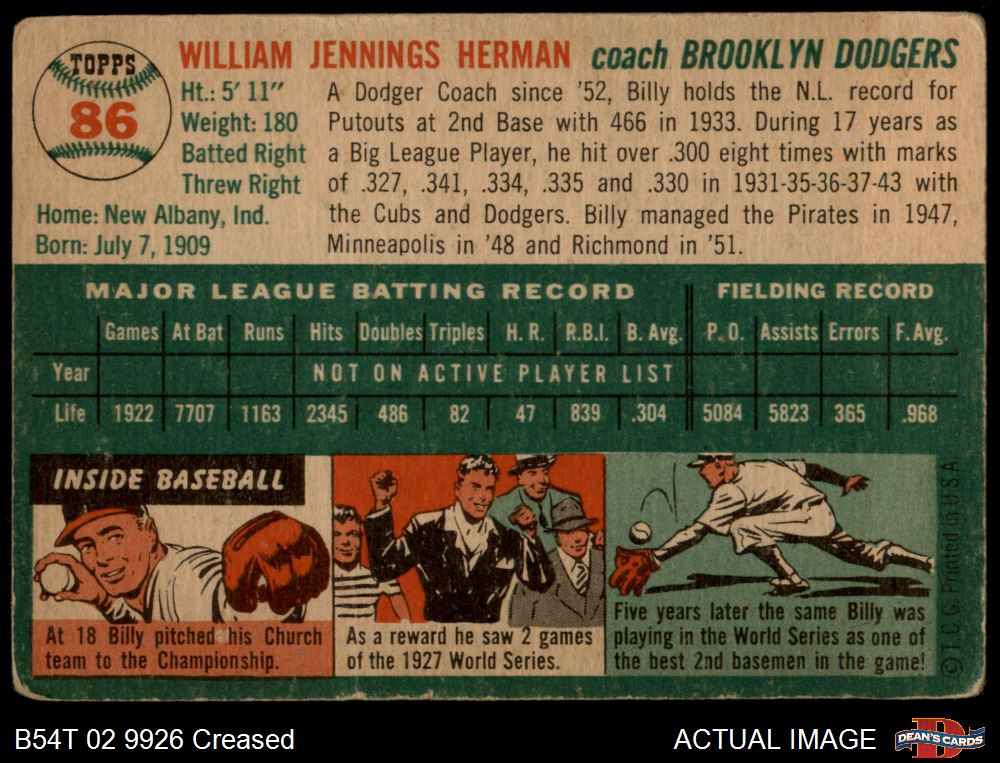 TOPPS
86
WILLIAM JENNINGS HERMAN coach BROOKLYN DODGERS
Ht.: 5' 11"
Weight: 180
Batted Right
Threw Right
Home: New Albany, Ind.
Born: July 7, 1909
A Dodger Coach since '52, Billy holds the N.L. record for
Putouts at 2nd Base with 466 in 1933. During 17 years as
a Big League Player, he hit over .300 eight times with marks
of .327, .341, .334, .335 and .330 in 1931-35-36-37-43 with
the Cubs and Dodgers. Billy managed the Pirates in 1947,
Minneapolis in '48 and Richmond in '51.
MAJOR LEAGUE BATTING RECORD FIELDING RECORD
Games At Bat Runs Hits Doubles Triples H. R. R.B.I. B. Avg. P. O. Assists Errors F. Avg.
Year NOT ON ACTIVE PLAYER LIST
Life 1922 7707 1163 2345 486 82 47 839 .304 5084 5823 365 .968
INSIDE BASEBALL
At 18 Billy pitched his Church
team to the Championship.
As a reward he saw 2 games
of the 1927 World Series.
Five years later the same Billy was
playing in the World Series as one of
the best 2nd basemen in the game!
© T. C. G. Printed in U.S.A
B54T 02 9926 Creased
ACTUAL IMAGE
DEAN'S CARDS